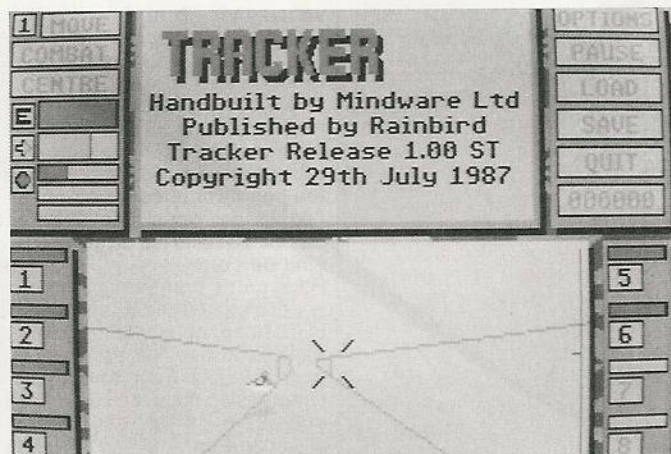 1 MOVE
COMBAT
CENTRE
E
TRACKER
Handbuilt by Mindware Ltd
Published by Rainbird
Tracker Release 1.00 ST
Copyright 29th July 1987
OPTIONS
PAUSE
LOAD
SAVE
QUIT
000000
1
2
3
4
5
6
7
8